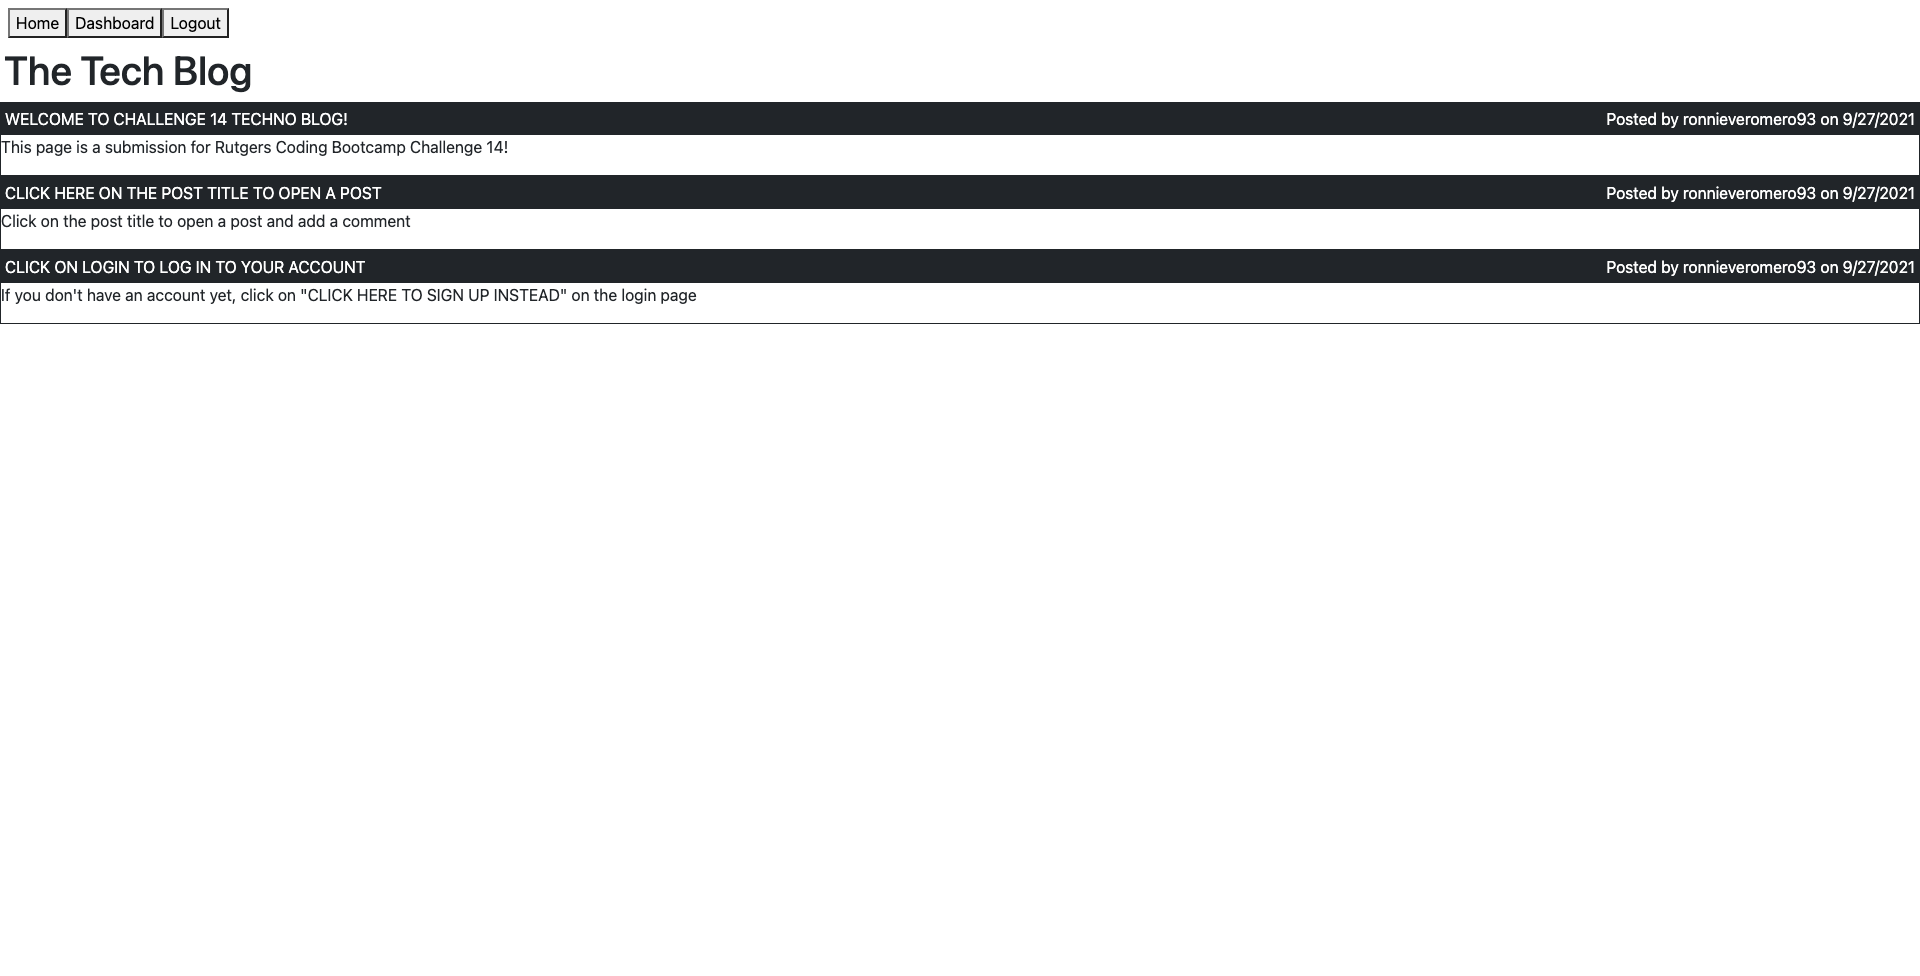 Home Dashboard Logout
The Tech Blog
WELCOME TO CHALLENGE 14 TECHNO BLOG! Posted by ronnieveromero93 on 9/27/2021
This page is a submission for Rutgers Coding Bootcamp Challenge 14!
CLICK HERE ON THE POST TITLE TO OPEN A POST Posted by ronnieveromero93 on 9/27/2021
Click on the post title to open a post and add a comment
CLICK ON LOGIN TO LOG IN TO YOUR ACCOUNT Posted by ronnieveromero93 on 9/27/2021
If you don't have an account yet, click on "CLICK HERE TO SIGN UP INSTEAD" on the login page